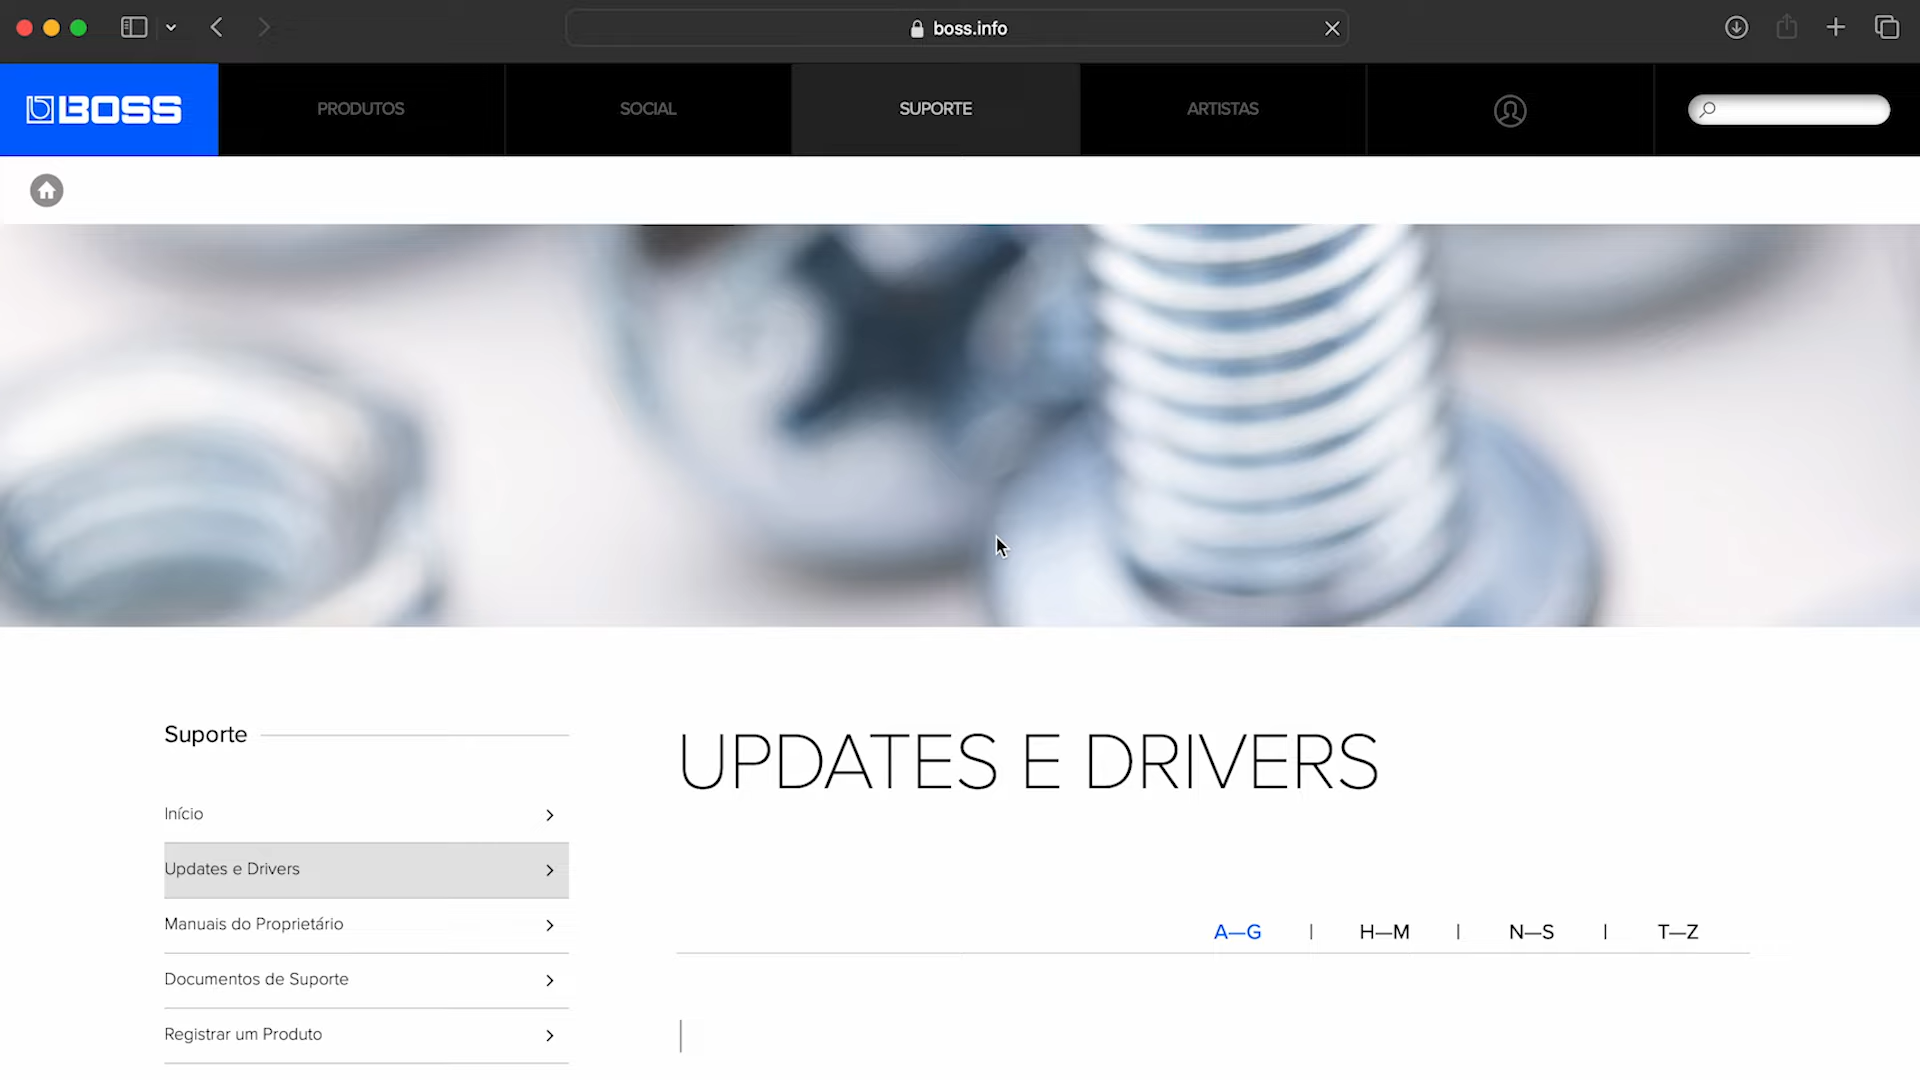 boss.info
BOSS
PRODUTOS
SOCIAL
SUPORTE
ARTISTAS
Suporte
Início
Updates e Drivers
Manuais do Proprietário
Documentos de Suporte
Registrar um Produto
UPDATES E DRIVERS
A—G | H—M | N—S | T—Z